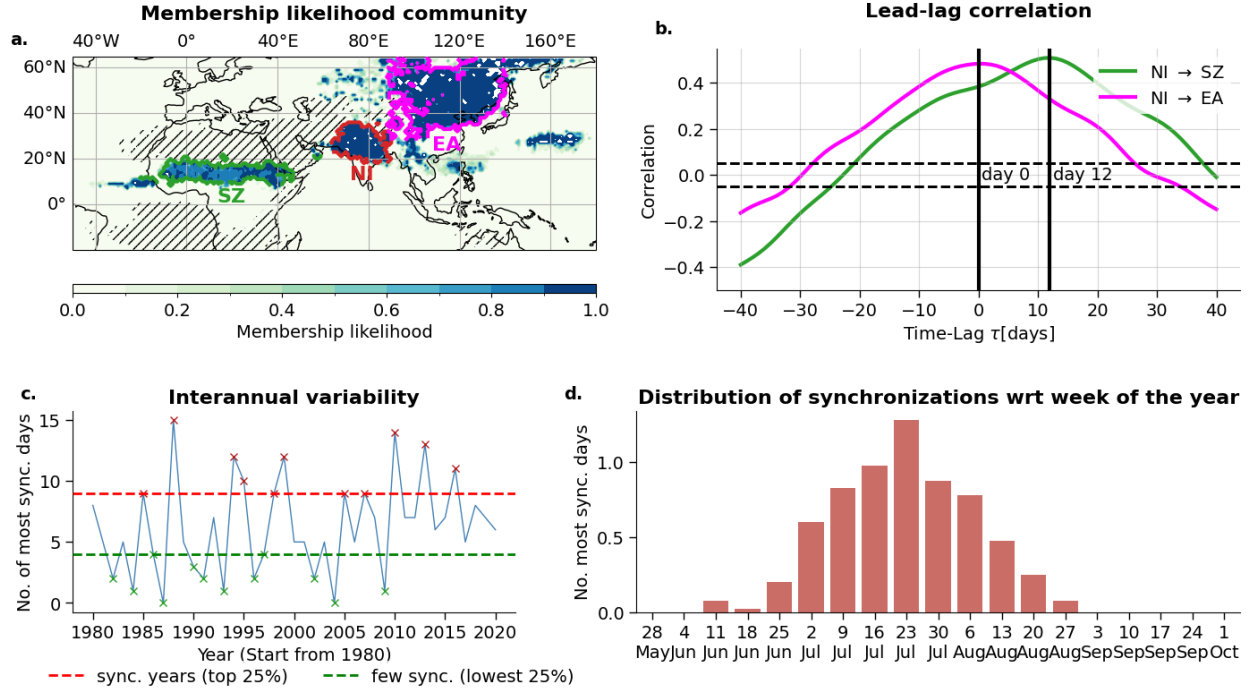 Membership likelihood community
a.
40°W 0° 40°E 80°E 120°E 160°E
60°N
40°N
20°N
0°
EA
NI
SZ
0.0 0.2 0.4 0.6 0.8 1.0
Membership likelihood
Lead-lag correlation
b.
NI → SZ
NI → EA
0.4
0.2
0.0
−0.2
−0.4
Correlation
day 0
day 12
−40 −30 −20 −10 0 10 20 30 40
Time-Lag τ[days]
c.
Interannual variability
15
10
5
0
No. of most sync. days
1980 1985 1990 1995 2000 2005 2010 2015 2020
Year (Start from 1980)
sync. years (top 25%)
few sync. (lowest 25%)
d.
Distribution of synchronizations wrt week of the year
1.0
0.5
0.0
No. most sync. days
28 4 11 18 25 2 9 16 23 30 6 13 20 27 3 10 17 24 1
May Jun Jun Jun Jun Jul Jul Jul Jul Jul Aug Aug Aug Aug Sep Sep Sep Sep Oct